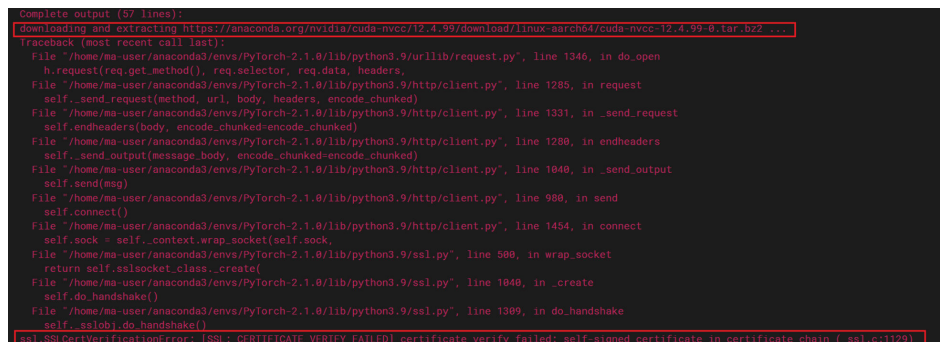 Complete output (57 lines):
downloading and extracting https://anaconda.org/nvidia/cuda-nvcc/12.4.99/download/linux-aarch64/cuda-nvcc-12.4.99-0.tar.bz2 ...
Traceback (most recent call last):
File "/home/ma-user/anaconda3/envs/PyTorch-2.1.0/lib/python3.9/urllib/request.py", line 1346, in do_open
h.request(req.get_method(), req.selector, req.data, headers,
File "/home/ma-user/anaconda3/envs/PyTorch-2.1.0/lib/python3.9/http/client.py", line 1285, in request
self._send_request(method, url, body, headers, encode_chunked)
File "/home/ma-user/anaconda3/envs/PyTorch-2.1.0/lib/python3.9/http/client.py", line 1331, in _send_request
self.endheaders(body, encode_chunked=encode_chunked)
File "/home/ma-user/anaconda3/envs/PyTorch-2.1.0/lib/python3.9/http/client.py", line 1280, in endheaders
self._send_output(message_body, encode_chunked=encode_chunked)
File "/home/ma-user/anaconda3/envs/PyTorch-2.1.0/lib/python3.9/http/client.py", line 1040, in _send_output
self.send(msg)
File "/home/ma-user/anaconda3/envs/PyTorch-2.1.0/lib/python3.9/http/client.py", line 980, in send
self.connect()
File "/home/ma-user/anaconda3/envs/PyTorch-2.1.0/lib/python3.9/http/client.py", line 1454, in connect
self.sock = self._context.wrap_socket(self.sock,
File "/home/ma-user/anaconda3/envs/PyTorch-2.1.0/lib/python3.9/ssl.py", line 500, in wrap_socket
return self.sslsocket_class._create(
File "/home/ma-user/anaconda3/envs/PyTorch-2.1.0/lib/python3.9/ssl.py", line 1040, in _create
self.do_handshake()
File "/home/ma-user/anaconda3/envs/PyTorch-2.1.0/lib/python3.9/ssl.py", line 1309, in do_handshake
self._sslobj.do_handshake()
ssl.SSLCertVerificationError: [SSL: CERTIFICATE_VERIFY_FAILED] certificate verify failed: self-signed certificate in certificate chain (_ssl.c:1129)